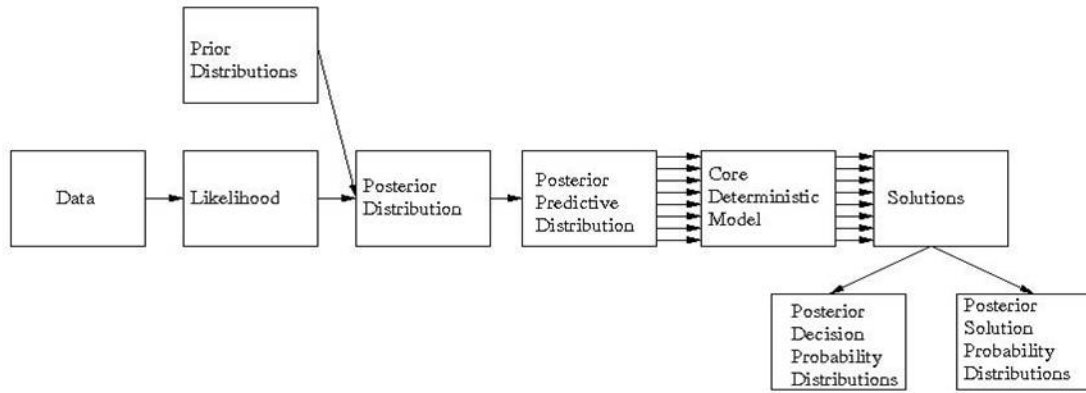 Prior
Distributions
Data
Likelihood
Posterior
Distribution
Posterior
Predictive
Distribution
Core
Deterministic
Model
Solutions
Posterior
Decision
Probability
Distributions
Posterior
Solution
Probability
Distributions